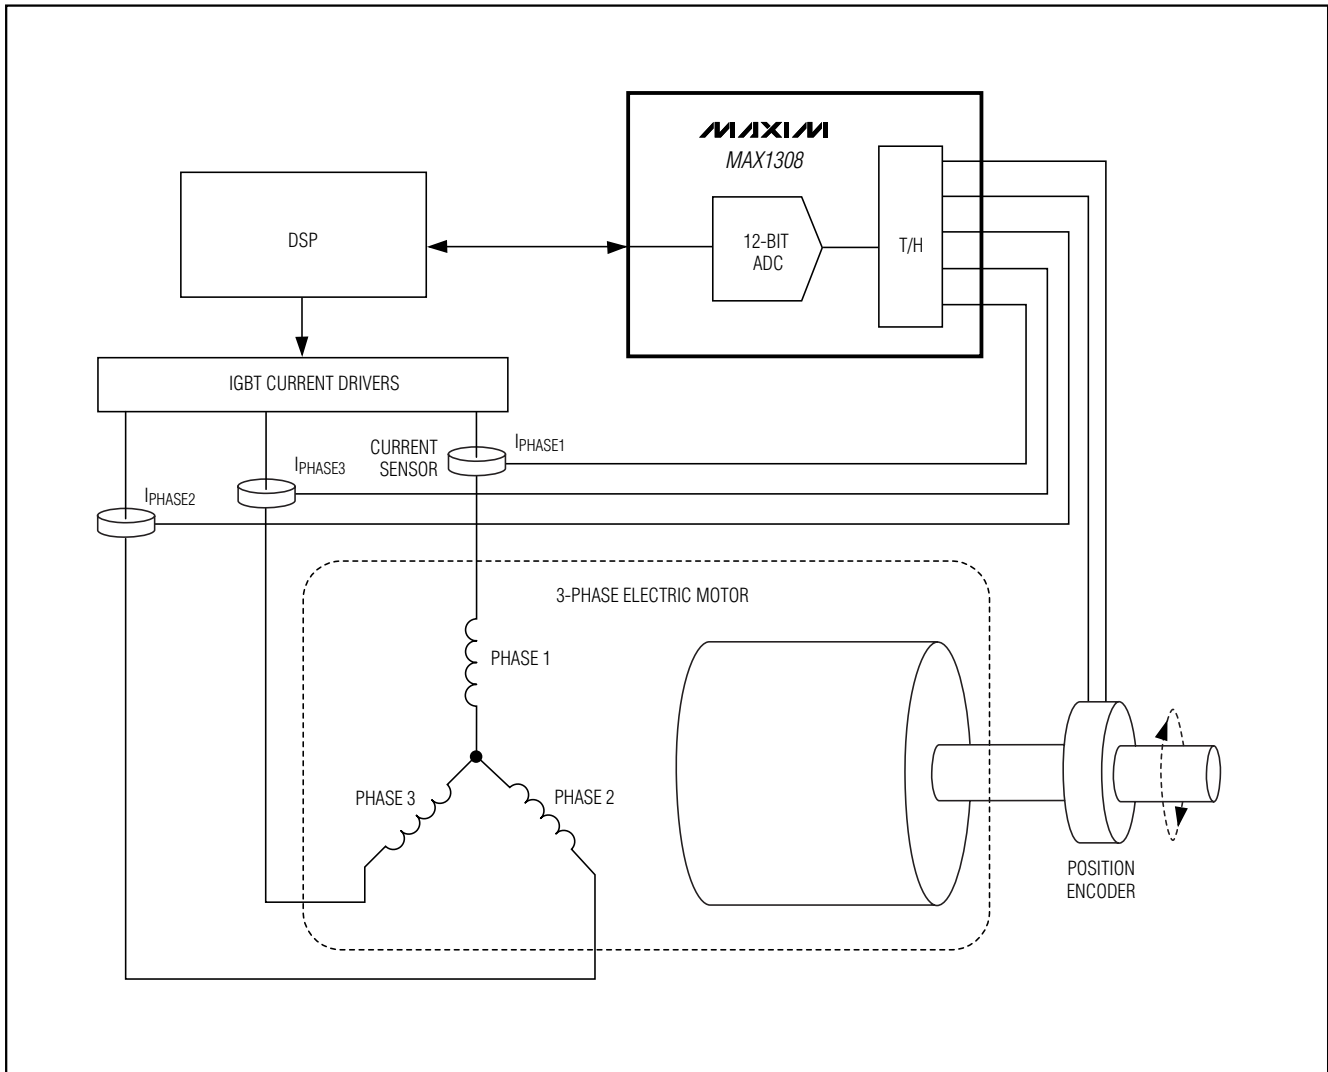 MAXIM
MAX1308
DSP
12-BIT
ADC
T/H
IGBT CURRENT DRIVERS
CURRENT
SENSOR
IPHASE1
IPHASE3
IPHASE2
3-PHASE ELECTRIC MOTOR
PHASE 1
PHASE 3
PHASE 2
POSITION
ENCODER